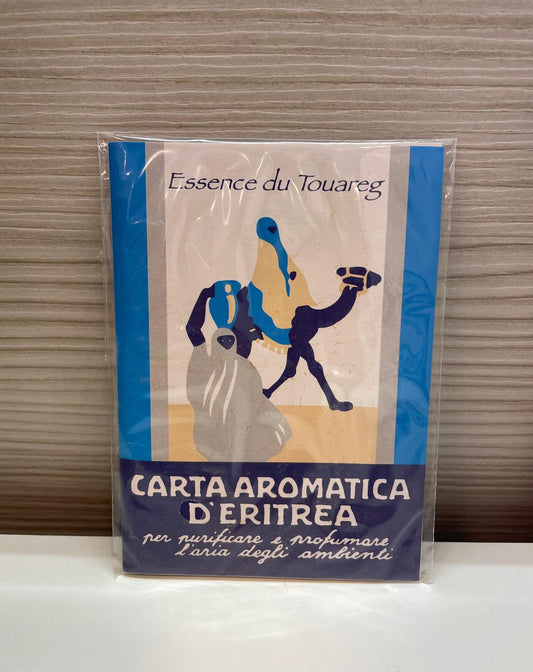 Essence du Touareg
CARTA AROMATICA
D'ERITREA
per purificare e profumare
l'aria degli ambienti